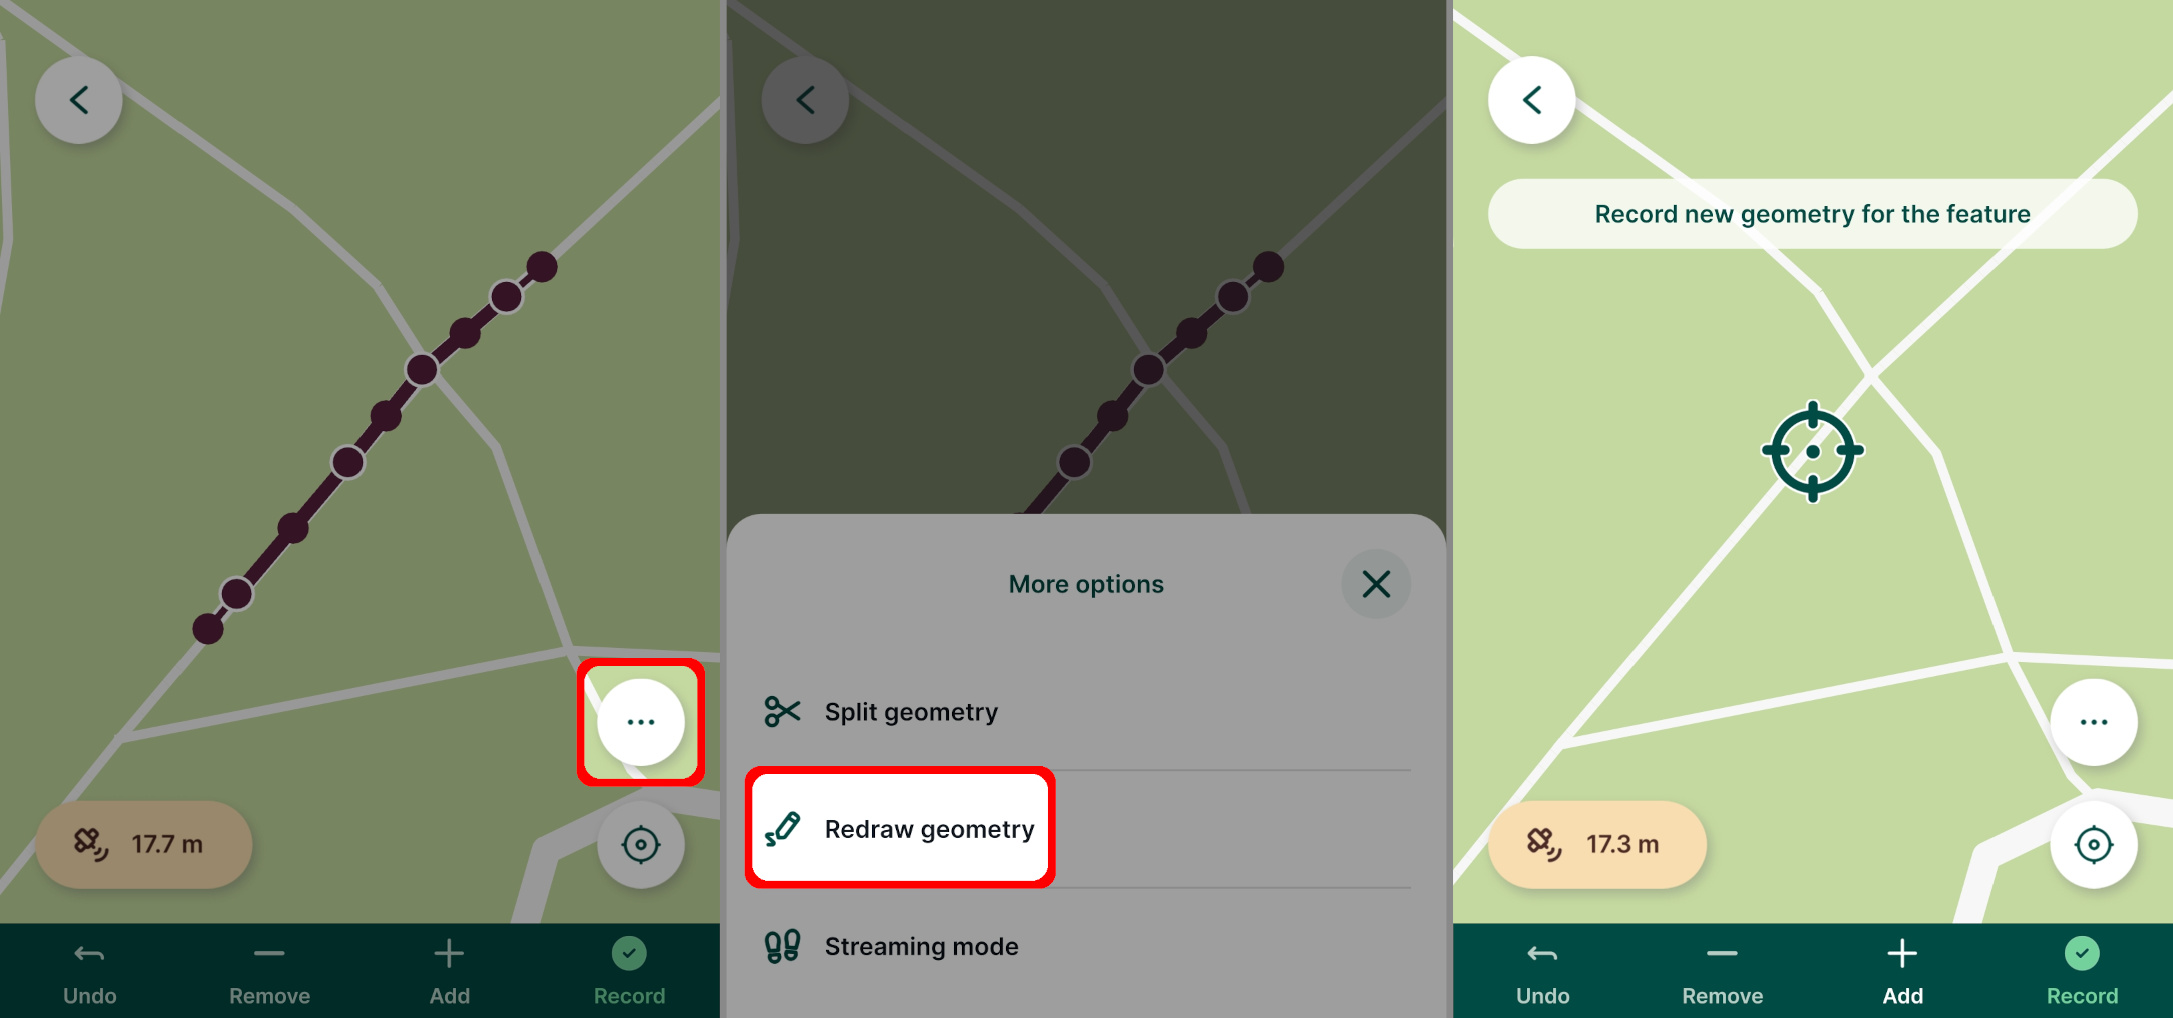 17.7 m
Undo
Remove
Add
Record
More options
Split geometry
Redraw geometry
Streaming mode
Record new geometry for the feature
17.3 m
Undo
Remove
Add
Record